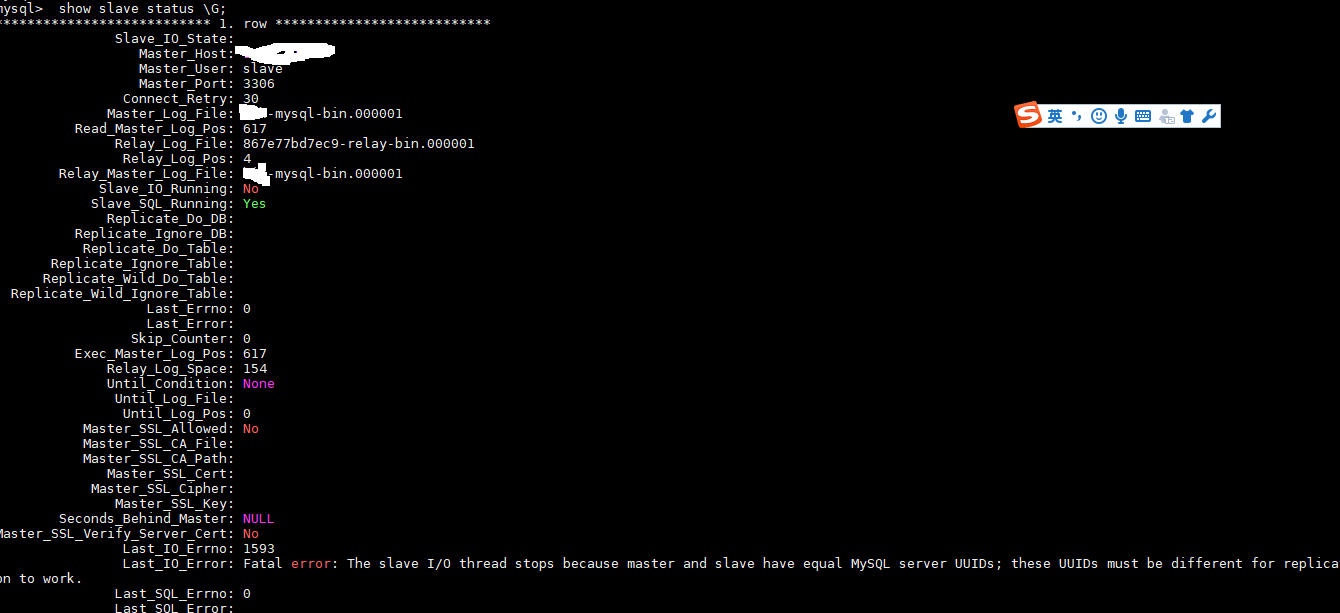 mysql>  show slave status \G;
*************************** 1. row ***************************
Slave_IO_State:
Master_Host:
Master_User: slave
Master_Port: 3306
Connect_Retry: 30
Master_Log_File: -mysql-bin.000001
Read_Master_Log_Pos: 617
Relay_Log_File: 867e77bd7ec9-relay-bin.000001
Relay_Log_Pos: 4
Relay_Master_Log_File: -mysql-bin.000001
Slave_IO_Running: No
Slave_SQL_Running: Yes
Replicate_Do_DB:
Replicate_Ignore_DB:
Replicate_Do_Table:
Replicate_Ignore_Table:
Replicate_Wild_Do_Table:
Replicate_Wild_Ignore_Table:
Last_Errno: 0
Last_Error:
Skip_Counter: 0
Exec_Master_Log_Pos: 617
Relay_Log_Space: 154
Until_Condition: None
Until_Log_File:
Until_Log_Pos: 0
Master_SSL_Allowed: No
Master_SSL_CA_File:
Master_SSL_CA_Path:
Master_SSL_Cert:
Master_SSL_Cipher:
Master_SSL_Key:
Seconds_Behind_Master: NULL
Master_SSL_Verify_Server_Cert: No
Last_IO_Errno: 1593
Last_IO_Error: Fatal error: The slave I/O thread stops because master and slave have equal MySQL server UUIDs; these UUIDs must be different for replica
on to work.
Last_SQL_Errno: 0
Last_SQL_Error:
S 英